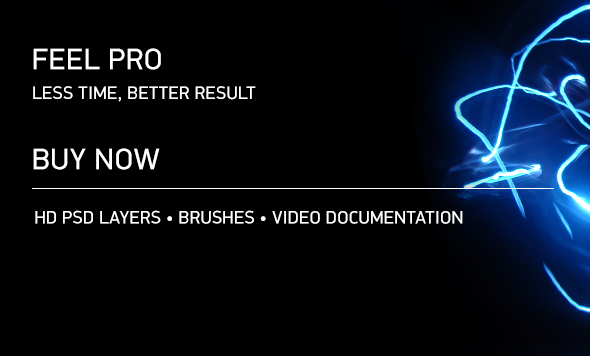 FEEL PRO
LESS TIME, BETTER RESULT
BUY NOW
HD PSD LAYERS • BRUSHES • VIDEO DOCUMENTATION